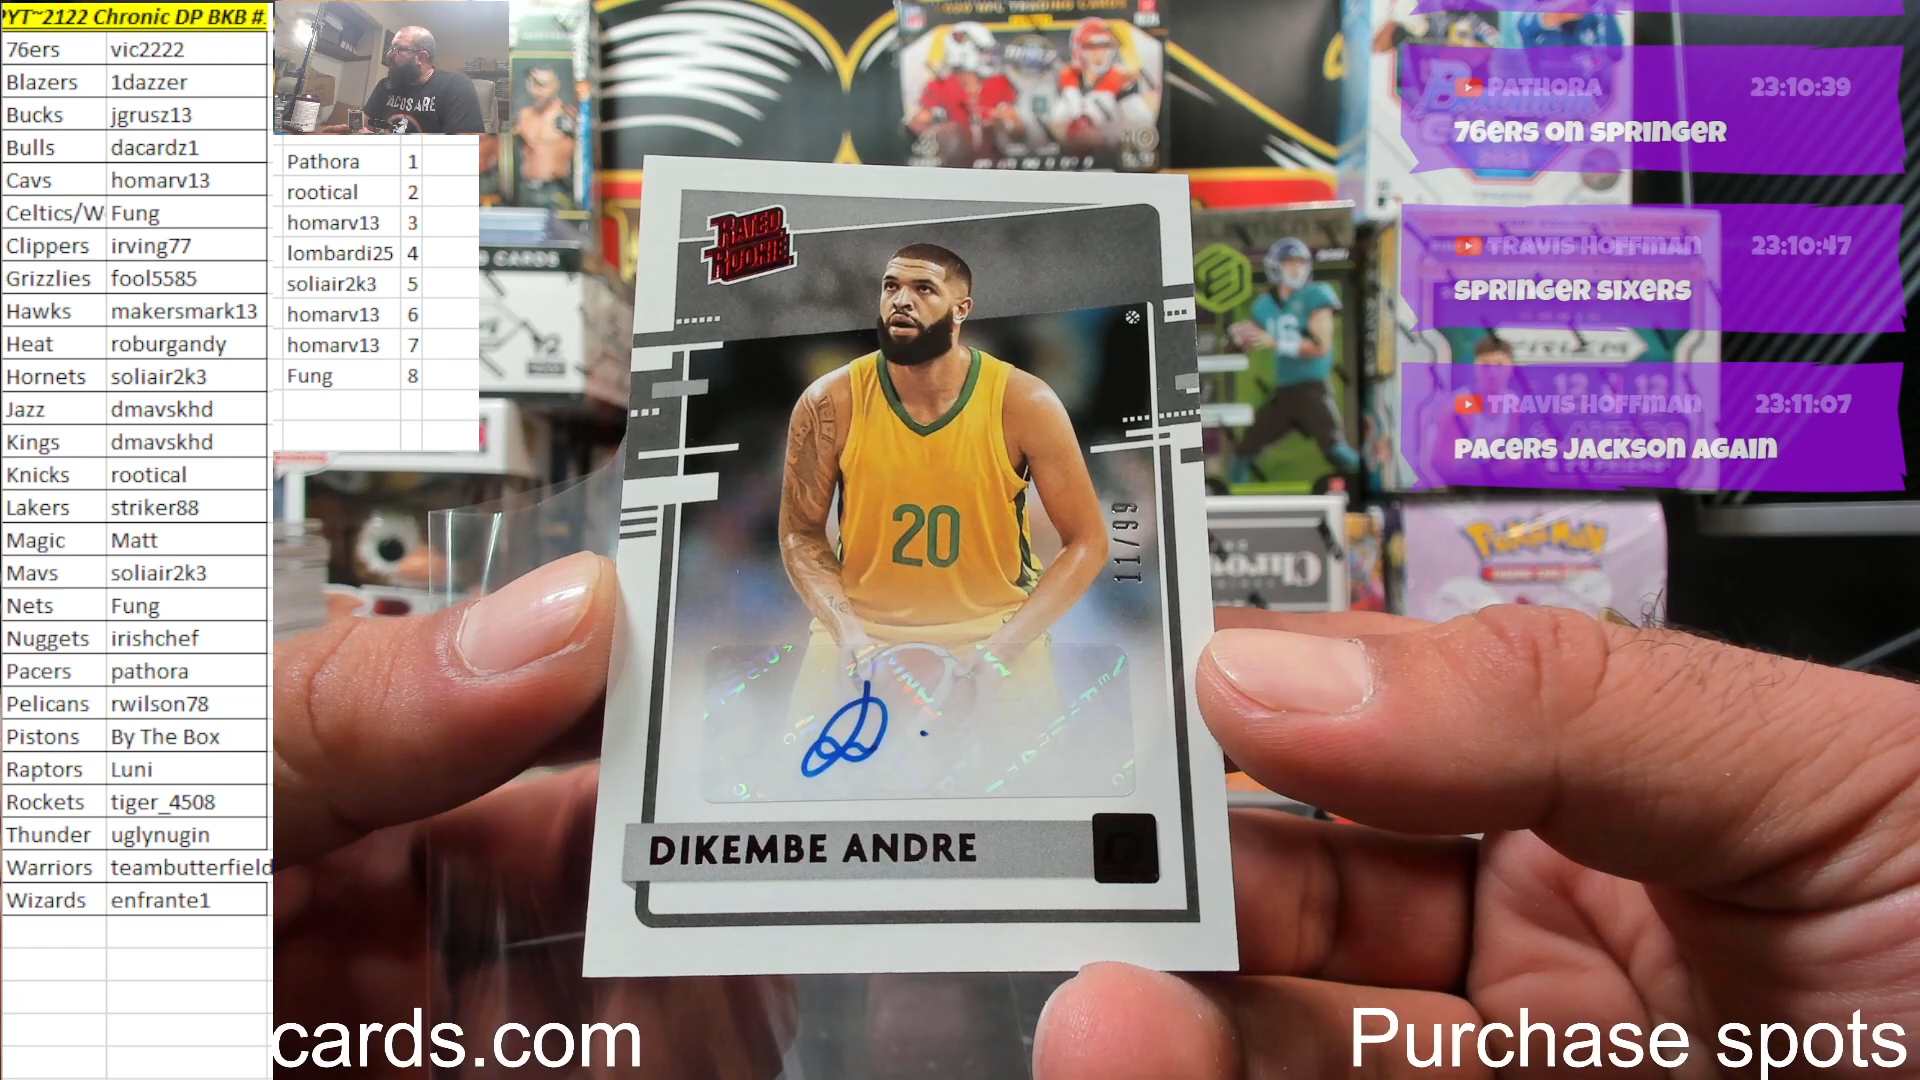 PYT~2122 Chronic DP BKB #
76ers vic2222
Blazers 1dazzer
Bucks jgrusz13
Bulls dacardz1
Cavs homarv13
Celtics/W Fung
Clippers irving77
Grizzlies fool5585
Hawks makersmark13
Heat roburgandy
Hornets soliair2k3
Jazz dmavskhd
Kings dmavskhd
Knicks rootical
Lakers striker88
Magic Matt
Mavs soliair2k3
Nets Fung
Nuggets irishchef
Pacers pathora
Pelicans rwilson78
Pistons By The Box
Raptors Luni
Rockets tiger_4508
Thunder uglynugin
Warriors teambutterfield
Wizards enfrante1
Pathora 1
rootical 2
homarv13 3
lombardi25 4
soliair2k3 5
homarv13 6
homarv13 7
Fung 8
RATED
ROOKIE
20
11/99
DIKEMBE ANDRE
PATHORA 23:10:39
76ERS ON SPRINGER
TRAVIS HOFFMAN 23:10:47
SPRINGER SIXERS
TRAVIS HOFFMAN 23:11:07
PACERS JACKSON AGAIN
PRIZM
Pokémon
cards.com
Purchase spots